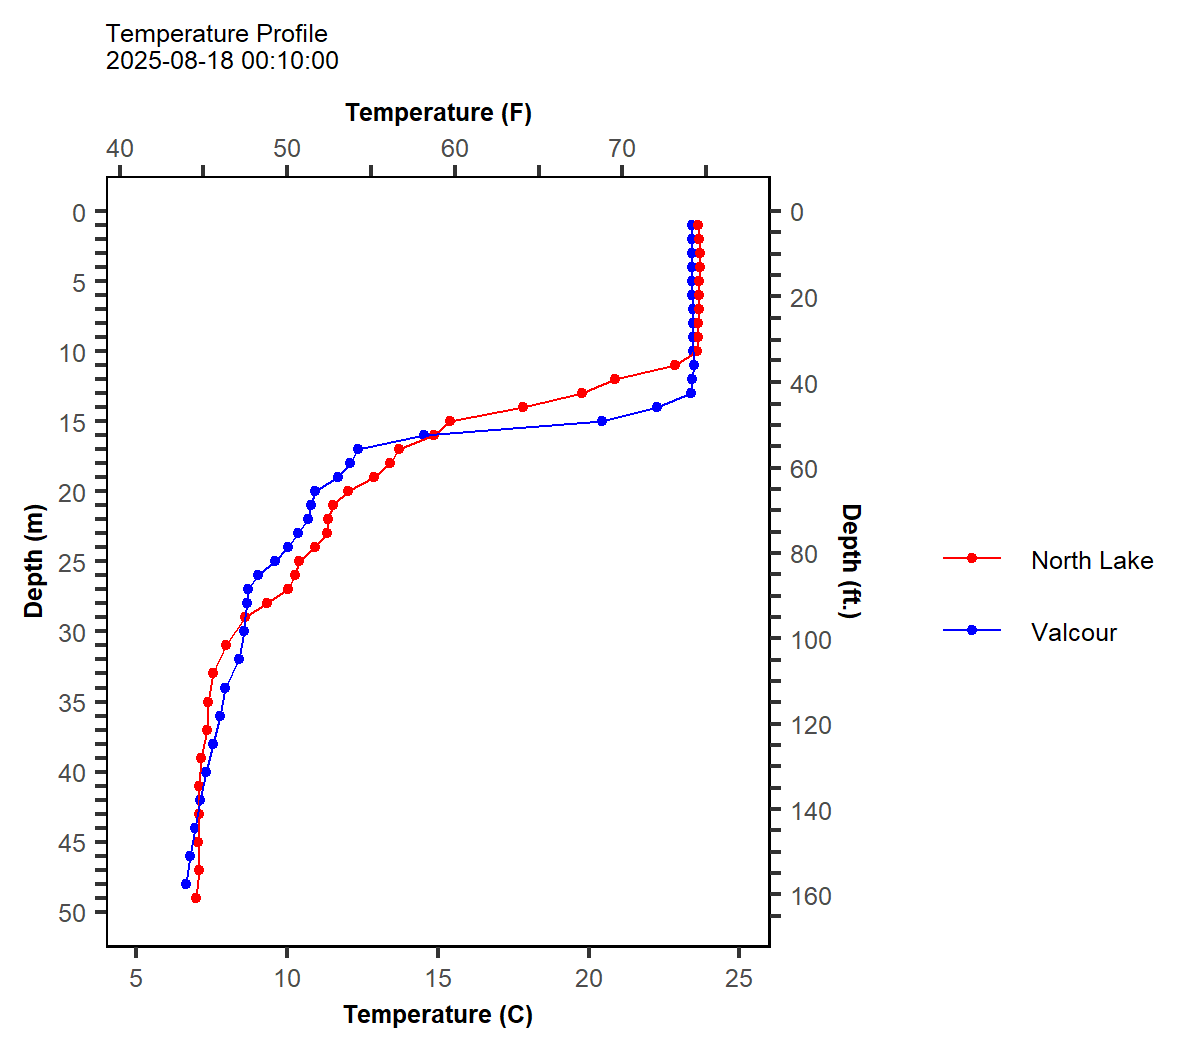 Temperature Profile
2025-08-18 00:10:00
Temperature (F)
40 50 60 70
0 0
5
20
10
40
15
60
20
Depth (m)
Depth (ft.)
25 80
North Lake
30 100
Valcour
35
120
40
140
45
160
50
5 10 15 20 25
Temperature (C)